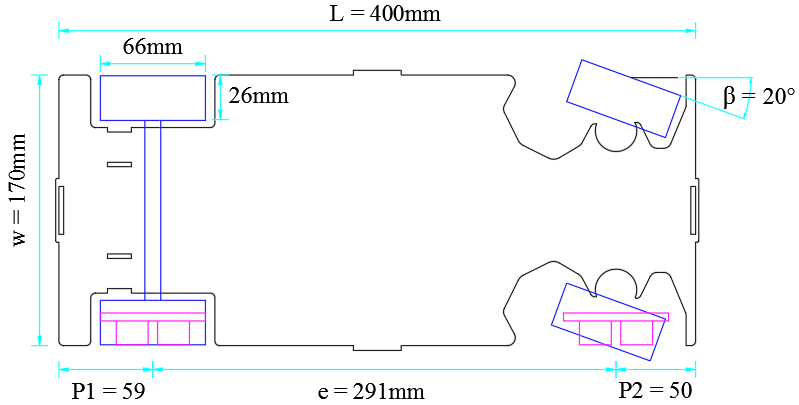 L = 400mm
66mm
26mm
β = 20°
w = 170mm
P1 = 59
e = 291mm
P2 = 50